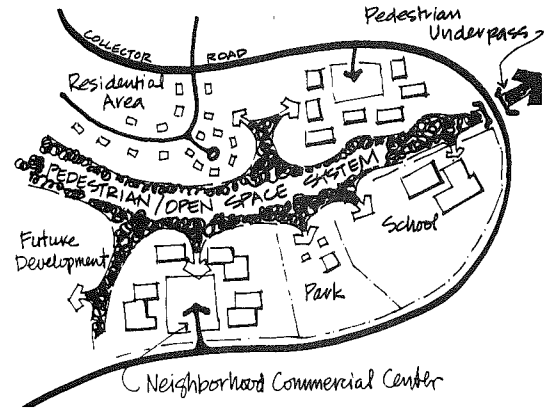 Pedestrian
Underpass
COLLECTOR ROAD
Residential
Area
PEDESTRIAN/OPEN SPACE SYSTEM
School
Future
Development
Park
Neighborhood Commercial Center